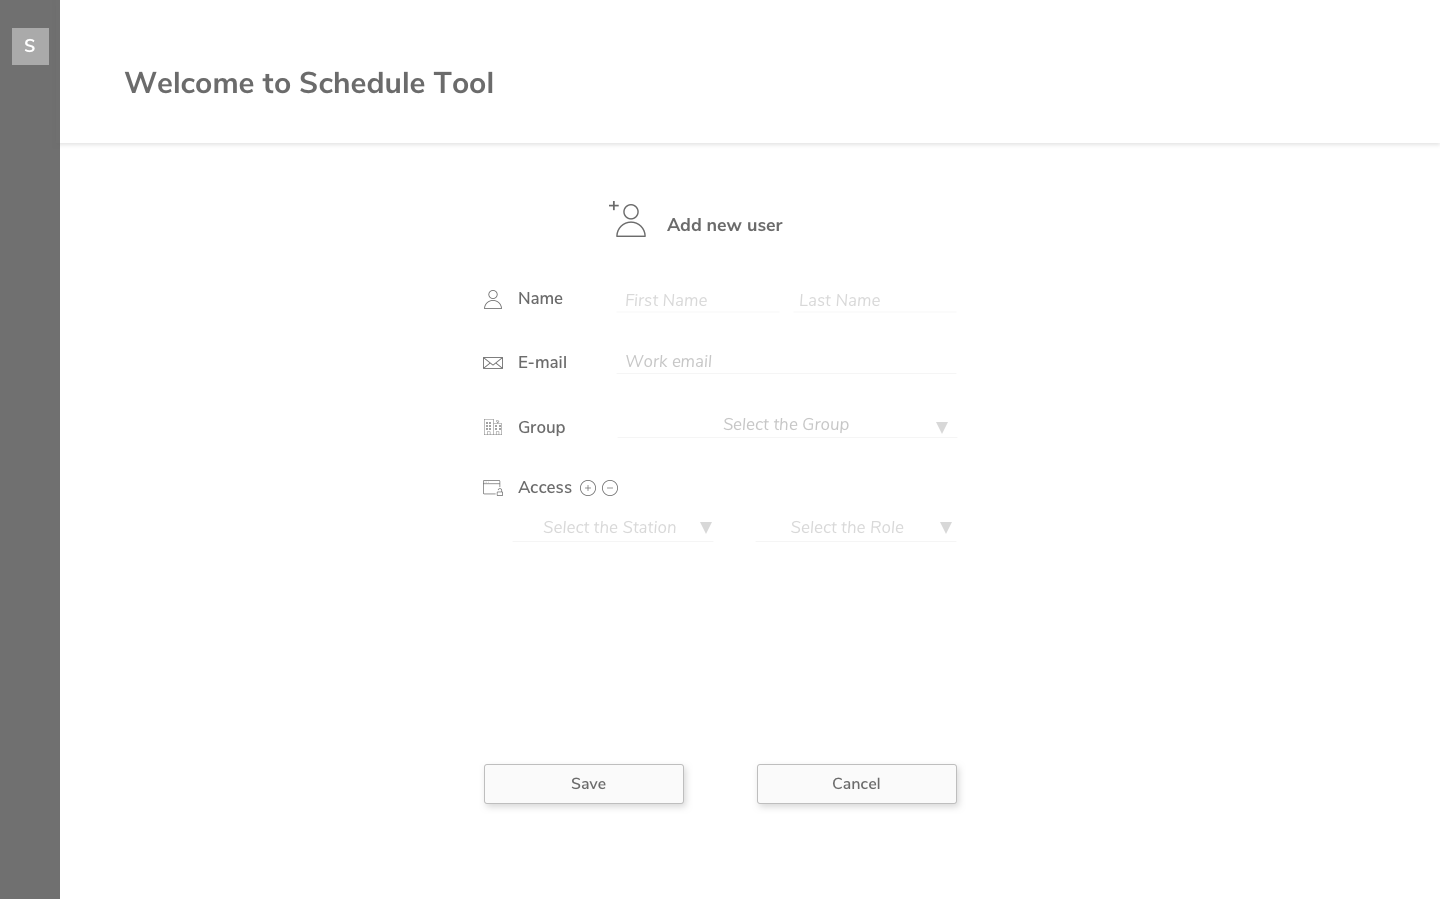 S
Welcome to Schedule Tool
Add new user
Name First Name Last Name
E-mail Work email
Group Select the Group
Access
Select the Station Select the Role
Save Cancel